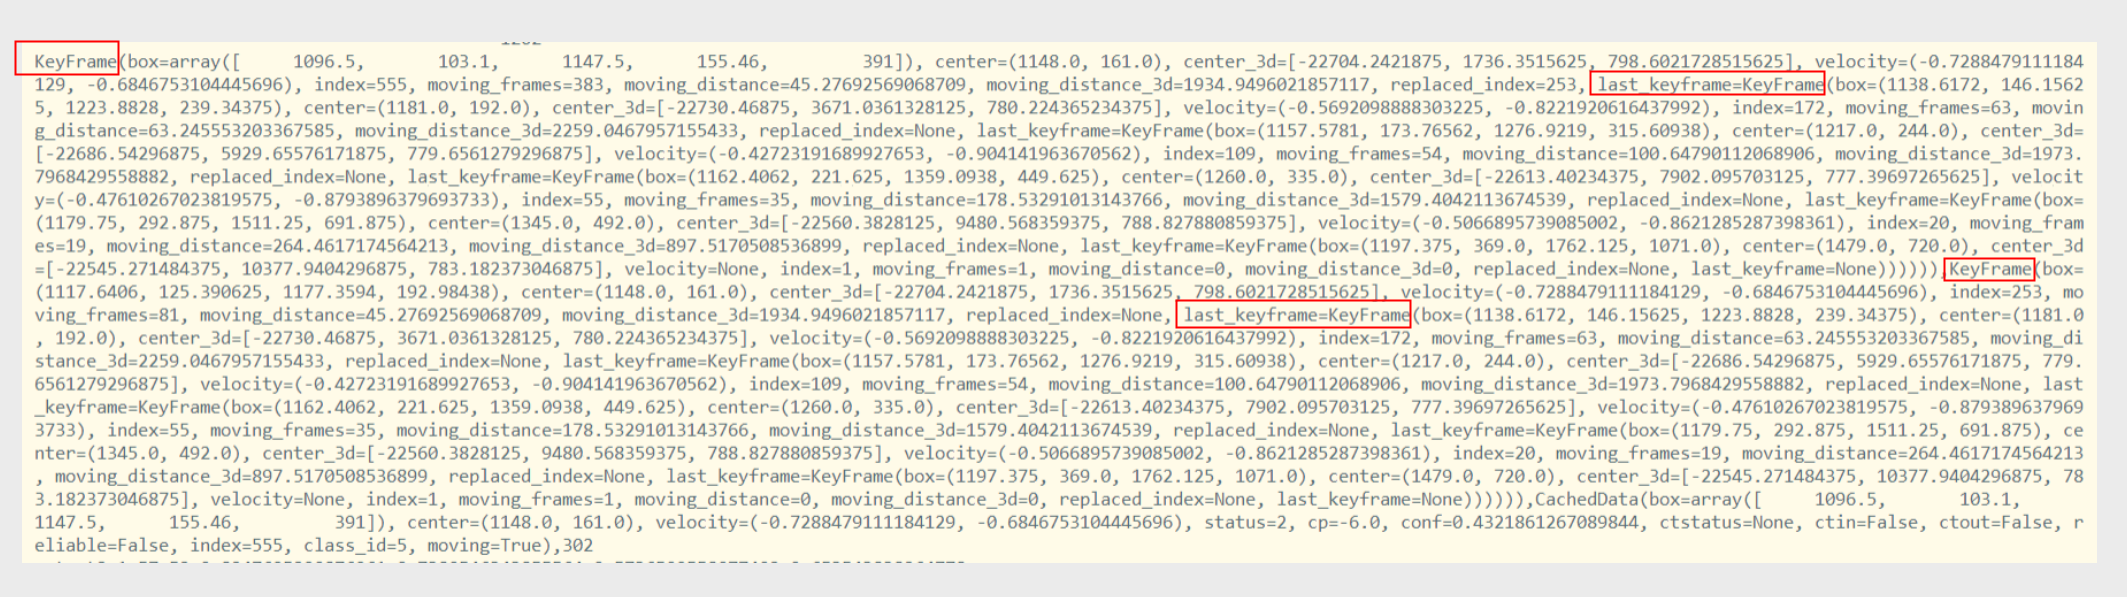 KeyFrame(box=array([     1096.5,       103.1,      1147.5,      155.46,         391]), center=(1148.0, 161.0), center_3d=[-22704.2421875, 1736.3515625, 798.6021728515625], velocity=(-0.7288479111184
129, -0.6846753104445696), index=555, moving_frames=383, moving_distance=45.27692569068709, moving_distance_3d=1934.9496021857117, replaced_index=253, last_keyframe=KeyFrame(box=(1138.6172, 146.1562
5, 1223.8828, 239.34375), center=(1181.0, 192.0), center_3d=[-22730.46875, 3671.0361328125, 780.224365234375], velocity=(-0.5692098888303225, -0.8221920616437992), index=172, moving_frames=63, movin
g_distance=63.245553203367585, moving_distance_3d=2259.0467957155433, replaced_index=None, last_keyframe=KeyFrame(box=(1157.5781, 173.76562, 1276.9219, 315.60938), center=(1217.0, 244.0), center_3d=
[-22686.54296875, 5929.65576171875, 779.6561279296875], velocity=(-0.42723191689927653, -0.904141963670562), index=109, moving_frames=54, moving_distance=100.64790112068906, moving_distance_3d=1973.
7968429558882, replaced_index=None, last_keyframe=KeyFrame(box=(1162.4062, 221.625, 1359.0938, 449.625), center=(1260.0, 335.0), center_3d=[-22613.40234375, 7902.095703125, 777.39697265625], velocit
y=(-0.47610267023819575, -0.8793896379693733), index=55, moving_frames=35, moving_distance=178.53291013143766, moving_distance_3d=1579.4042113674539, replaced_index=None, last_keyframe=KeyFrame(box=
(1179.75, 292.875, 1511.25, 691.875), center=(1345.0, 492.0), center_3d=[-22560.3828125, 9480.568359375, 788.827880859375], velocity=(-0.5066895739085002, -0.8621285287398361), index=20, moving_fram
es=19, moving_distance=264.4617174564213, moving_distance_3d=897.5170508536899, replaced_index=None, last_keyframe=KeyFrame(box=(1197.375, 369.0, 1762.125, 1071.0), center=(1479.0, 720.0), center_3d
=[-22545.271484375, 10377.9404296875, 783.182373046875], velocity=None, index=1, moving_frames=1, moving_distance=0, moving_distance_3d=0, replaced_index=None, last_keyframe=None)))))),KeyFrame(box=
(1117.6406, 125.390625, 1177.3594, 192.98438), center=(1148.0, 161.0), center_3d=[-22704.2421875, 1736.3515625, 798.6021728515625], velocity=(-0.7288479111184129, -0.6846753104445696), index=253, mo
ving_frames=81, moving_distance=45.27692569068709, moving_distance_3d=1934.9496021857117, replaced_index=None, last_keyframe=KeyFrame(box=(1138.6172, 146.15625, 1223.8828, 239.34375), center=(1181.0
, 192.0), center_3d=[-22730.46875, 3671.0361328125, 780.224365234375], velocity=(-0.5692098888303225, -0.8221920616437992), index=172, moving_frames=63, moving_distance=63.245553203367585, moving_di
stance_3d=2259.0467957155433, replaced_index=None, last_keyframe=KeyFrame(box=(1157.5781, 173.76562, 1276.9219, 315.60938), center=(1217.0, 244.0), center_3d=[-22686.54296875, 5929.65576171875, 779.
6561279296875], velocity=(-0.42723191689927653, -0.904141963670562), index=109, moving_frames=54, moving_distance=100.64790112068906, moving_distance_3d=1973.7968429558882, replaced_index=None, last
_keyframe=KeyFrame(box=(1162.4062, 221.625, 1359.0938, 449.625), center=(1260.0, 335.0), center_3d=[-22613.40234375, 7902.095703125, 777.39697265625], velocity=(-0.47610267023819575, -0.879389637969
3733), index=55, moving_frames=35, moving_distance=178.53291013143766, moving_distance_3d=1579.4042113674539, replaced_index=None, last_keyframe=KeyFrame(box=(1179.75, 292.875, 1511.25, 691.875), ce
nter=(1345.0, 492.0), center_3d=[-22560.3828125, 9480.568359375, 788.827880859375], velocity=(-0.5066895739085002, -0.8621285287398361), index=20, moving_frames=19, moving_distance=264.4617174564213
, moving_distance_3d=897.5170508536899, replaced_index=None, last_keyframe=KeyFrame(box=(1197.375, 369.0, 1762.125, 1071.0), center=(1479.0, 720.0), center_3d=[-22545.271484375, 10377.9404296875, 78
3.182373046875], velocity=None, index=1, moving_frames=1, moving_distance=0, moving_distance_3d=0, replaced_index=None, last_keyframe=None)))))),CachedData(box=array([     1096.5,       103.1,
1147.5,      155.46,         391]), center=(1148.0, 161.0), velocity=(-0.7288479111184129, -0.6846753104445696), status=2, cp=-6.0, conf=0.4321861267089844, ctstatus=None, ctin=False, ctout=False, r
eliable=False, index=555, class_id=5, moving=True),302